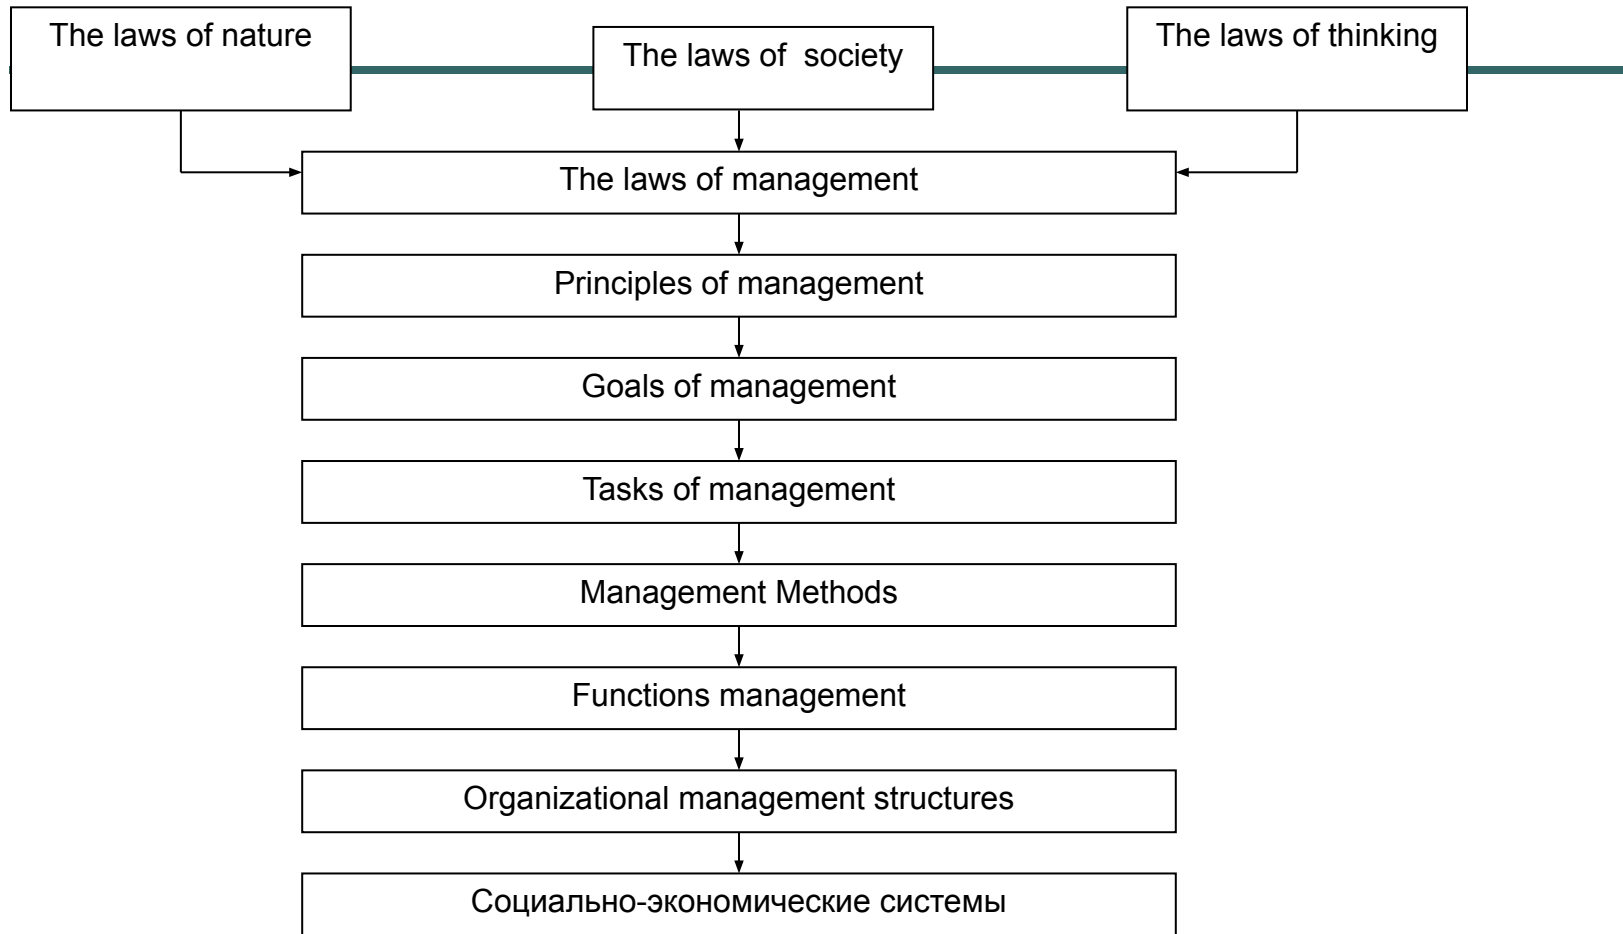 The laws of nature
The laws of  society
The laws of thinking
The laws of management
Principles of management
Goals of management
Tasks of management
Management Methods
Functions management
Organizational management structures
Социально-экономические системы